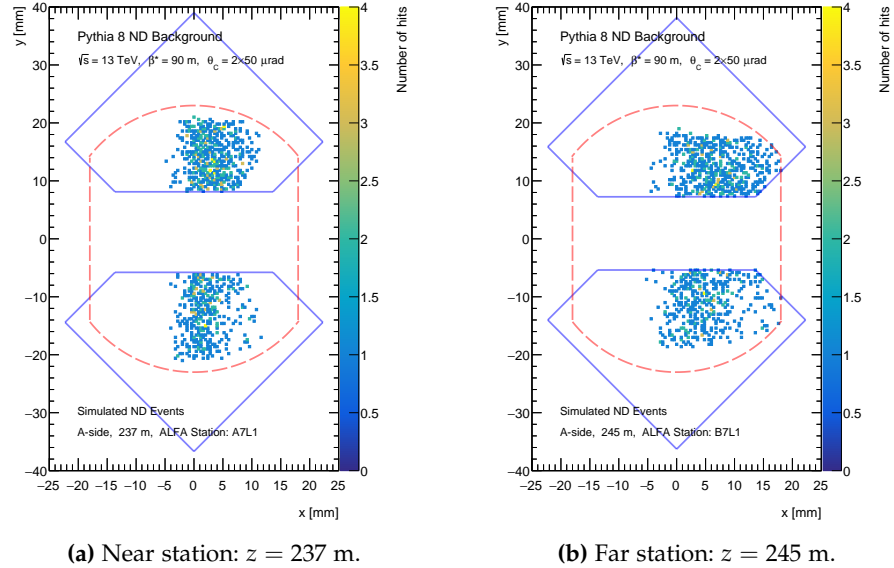 y [mm]
40
30
20
10
0
−10
−20
−30
−40
Pythia 8 ND Background
√s = 13 TeV, β* = 90 m, θC = 2×50 μrad
Simulated ND Events
A-side, 237 m, ALFA Station: A7L1
−25 −20 −15 −10 −5 0 5 10 15 20 25
x [mm]
Number of hits
4
3.5
3
2.5
2
1.5
1
0.5
0
(a) Near station: z = 237 m.
y [mm]
40
30
20
10
0
−10
−20
−30
−40
Pythia 8 ND Background
√s = 13 TeV, β* = 90 m, θC = 2×50 μrad
Simulated ND Events
A-side, 245 m, ALFA Station: B7L1
−25 −20 −15 −10 −5 0 5 10 15 20 25
x [mm]
Number of hits
4
3.5
3
2.5
2
1.5
1
0.5
0
(b) Far station: z = 245 m.